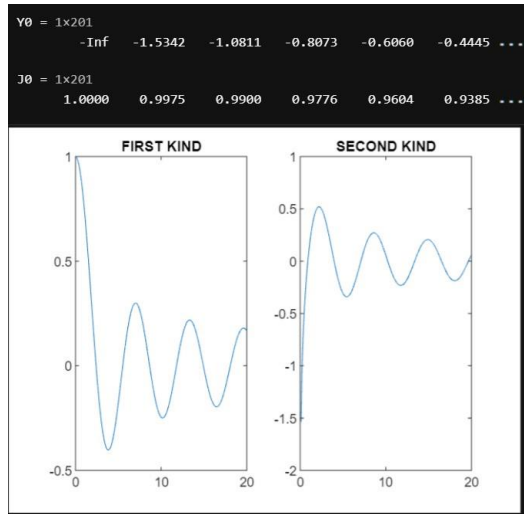 Y0 = 1×201
-Inf -1.5342 -1.0811 -0.8073 -0.6060 -0.4445 ...
J0 = 1×201
1.0000 0.9975 0.9900 0.9776 0.9604 0.9385 ...
FIRST KIND
1
0.5
0
-0.5
0 10 20
SECOND KIND
1
0.5
0
-0.5
-1
-1.5
-2
0 10 20